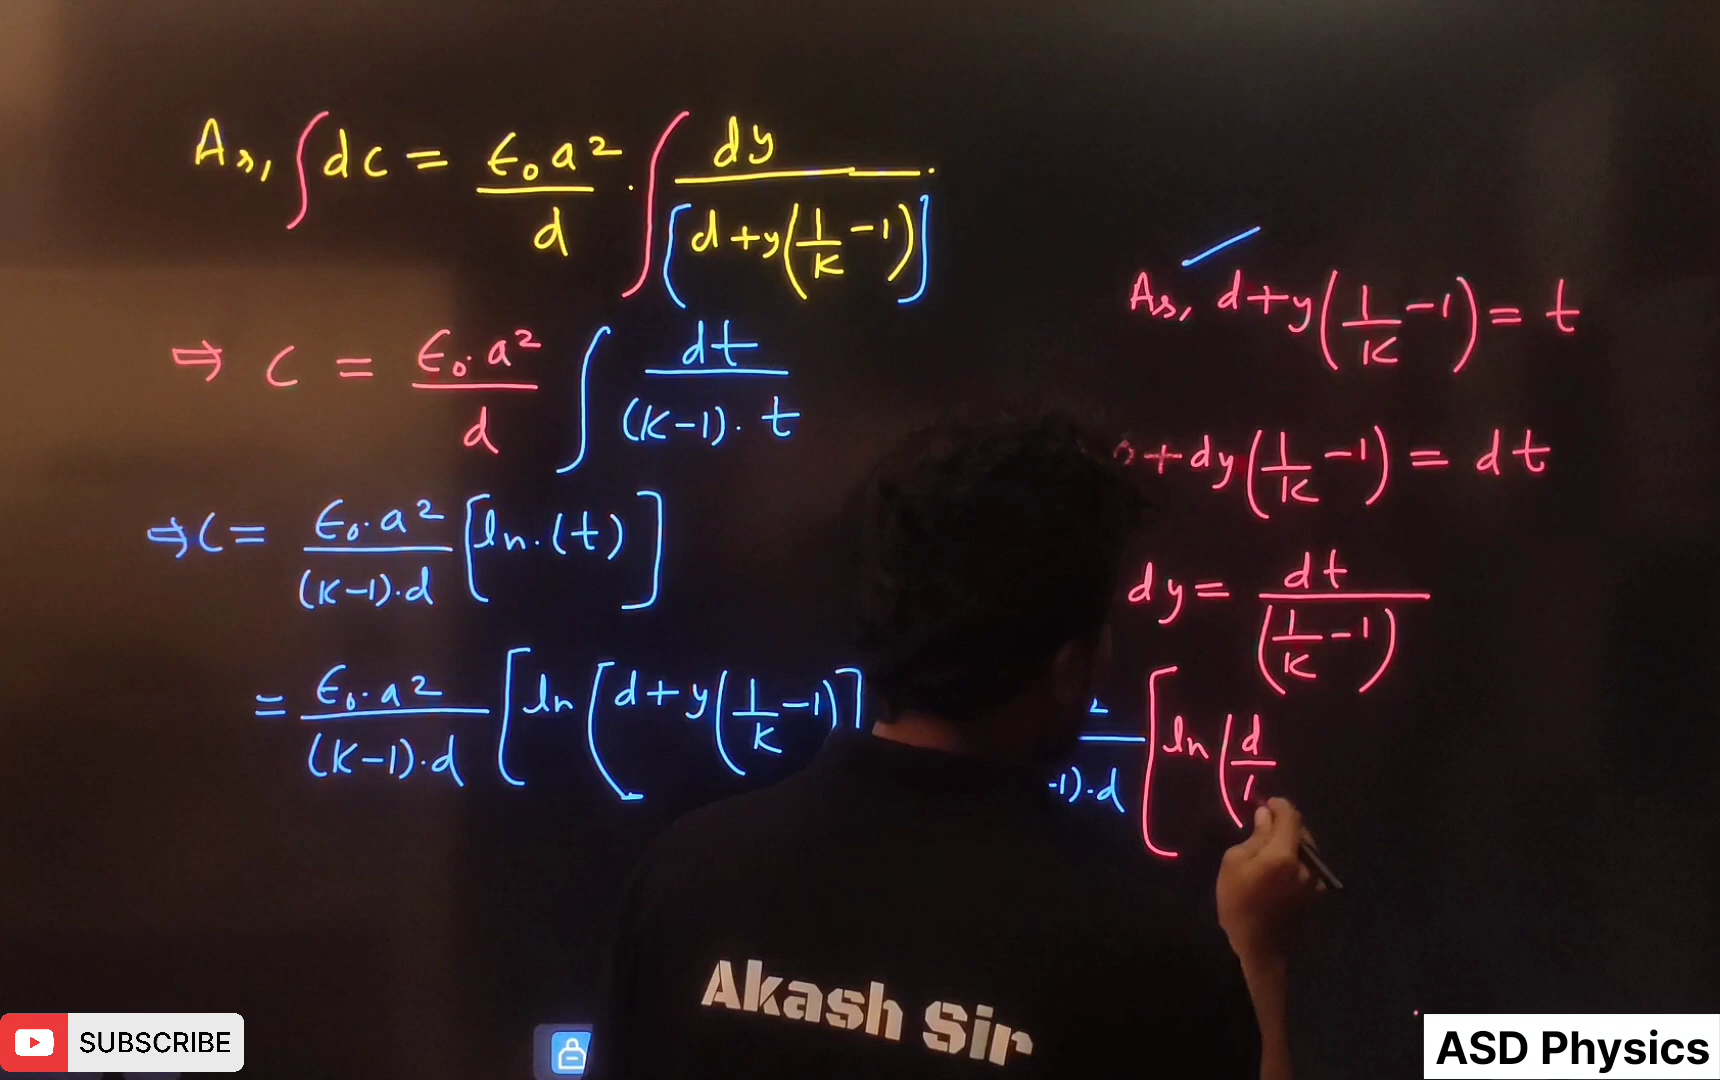 As, ∫ dc = ε₀a²/d · ∫ dy/[d+y(1/K−1)]
⇒ C = ε₀·a²/d ∫ dt/((K−1)·t)
⇒ C = ε₀·a²/((K−1)·d) [ln·(t)]
= ε₀·a²/((K−1)·d) [ln(d+y(1/K−1)]
As, d+y(1/K−1) = t
0+dy(1/K−1) = dt
dy = dt/(1/K−1)
2/−1)·d [ln(d/
Akash Sir
SUBSCRIBE
ASD Physics